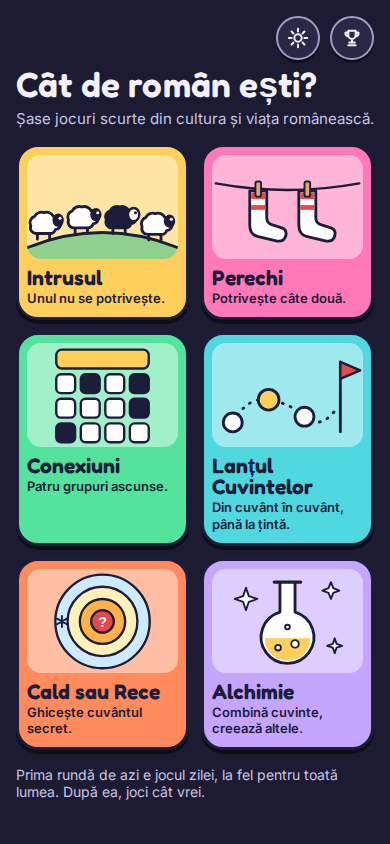 Cât de român ești?
Șase jocuri scurte din cultura și viața românească.
Intrusul
Unul nu se potrivește.
Perechi
Potrivește câte două.
Conexiuni
Patru grupuri ascunse.
Lanțul
Cuvintelor
Din cuvânt în cuvânt,
până la țintă.
?
Cald sau Rece
Ghicește cuvântul
secret.
Alchimie
Combină cuvinte,
creează altele.
Prima rundă de azi e jocul zilei, la fel pentru toată
lumea. După ea, joci cât vrei.